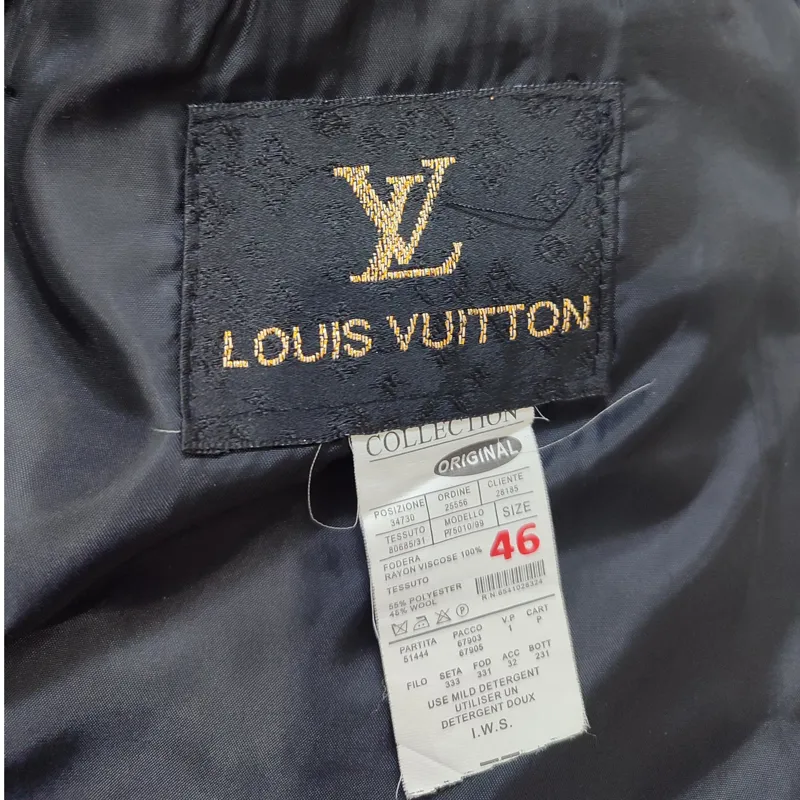 LV
LOUIS VUITTON
COLLECTION
ORIGINAL
POSIZIONE ORDINE CLIENTE
34730 25556 25185
TESSUTO MODELLO SIZE
80685/31 P/5010/99 46
FODERA
RAYON VISCOSE 100%
TESSUTO
55% POLYESTER
45% WOOL
R N 6941028324
PARTITA PACCO V.P CART
51444 67903 1 P
67905
FILO SETA FOD ACC BOTT
333 331 32 231
USE MILD DETERGENT
UTILISER UN
DETERGENT DOUX
I.W.S.